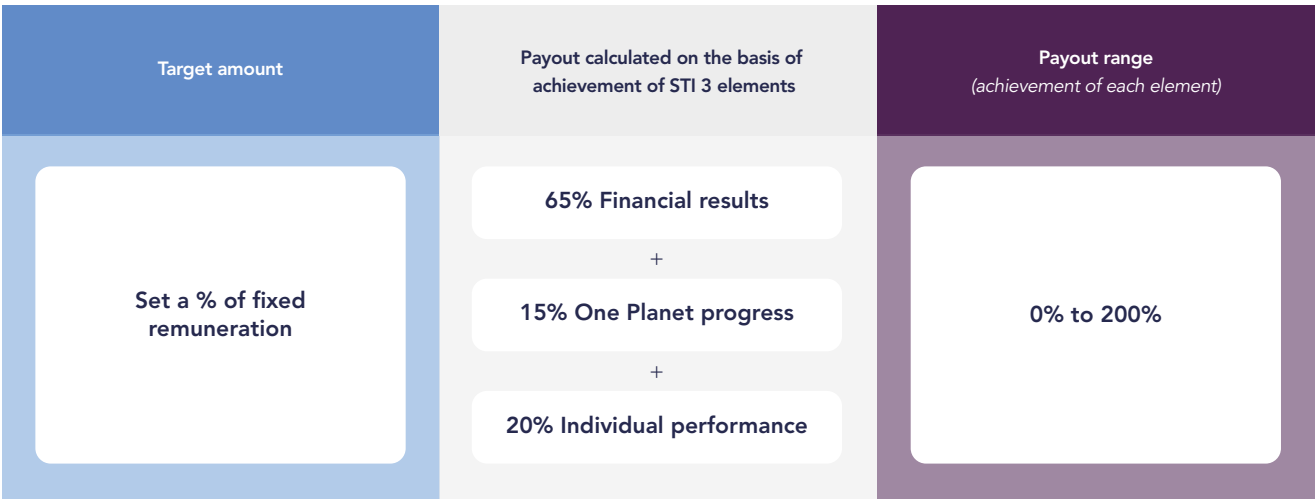 Target amount
Payout calculated on the basis of
achievement of STI 3 elements
Payout range
(achievement of each element)
Set a % of fixed
remuneration
65% Financial results
+
15% One Planet progress
+
20% Individual performance
0% to 200%